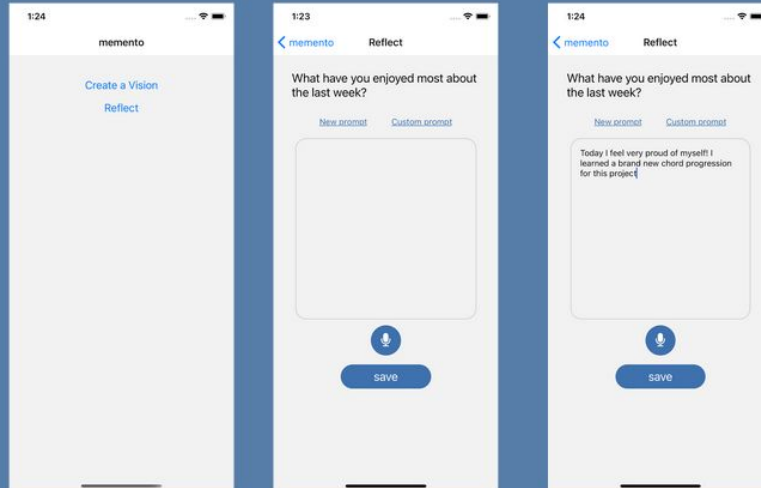 1:24
memento
Create a Vision
Reflect
1:23
memento
Reflect
What have you enjoyed most about
the last week?
New prompt
Custom prompt
save
1:24
memento
Reflect
What have you enjoyed most about
the last week?
New prompt
Custom prompt
Today I feel very proud of myself! I
learned a brand new chord progression
for this project
save